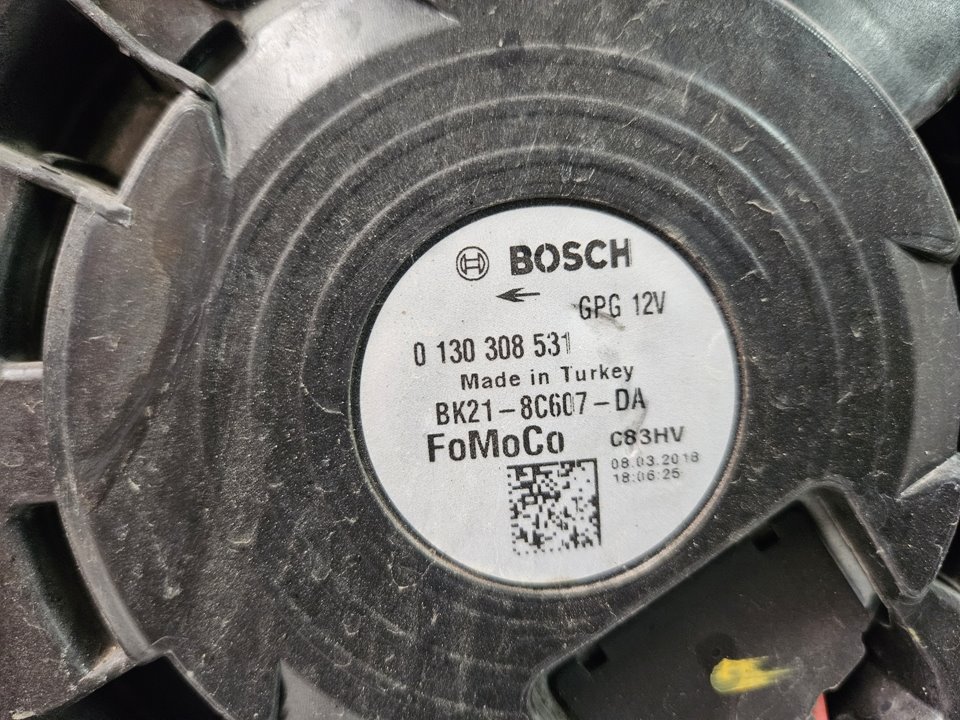 BOSCH
GPG 12V
0 130 308 531
Made in Turkey
BK21-8C607-DA
FoMoCo C83HV
08.03.2018
18:06:25